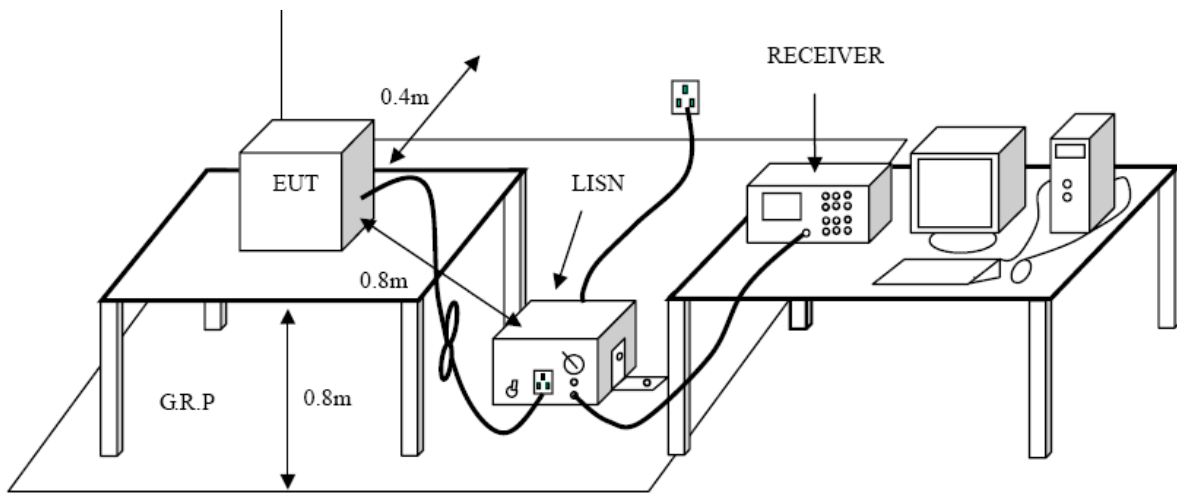 RECEIVER
0.4m
EUT
LISN
0.8m
G.R.P
0.8m